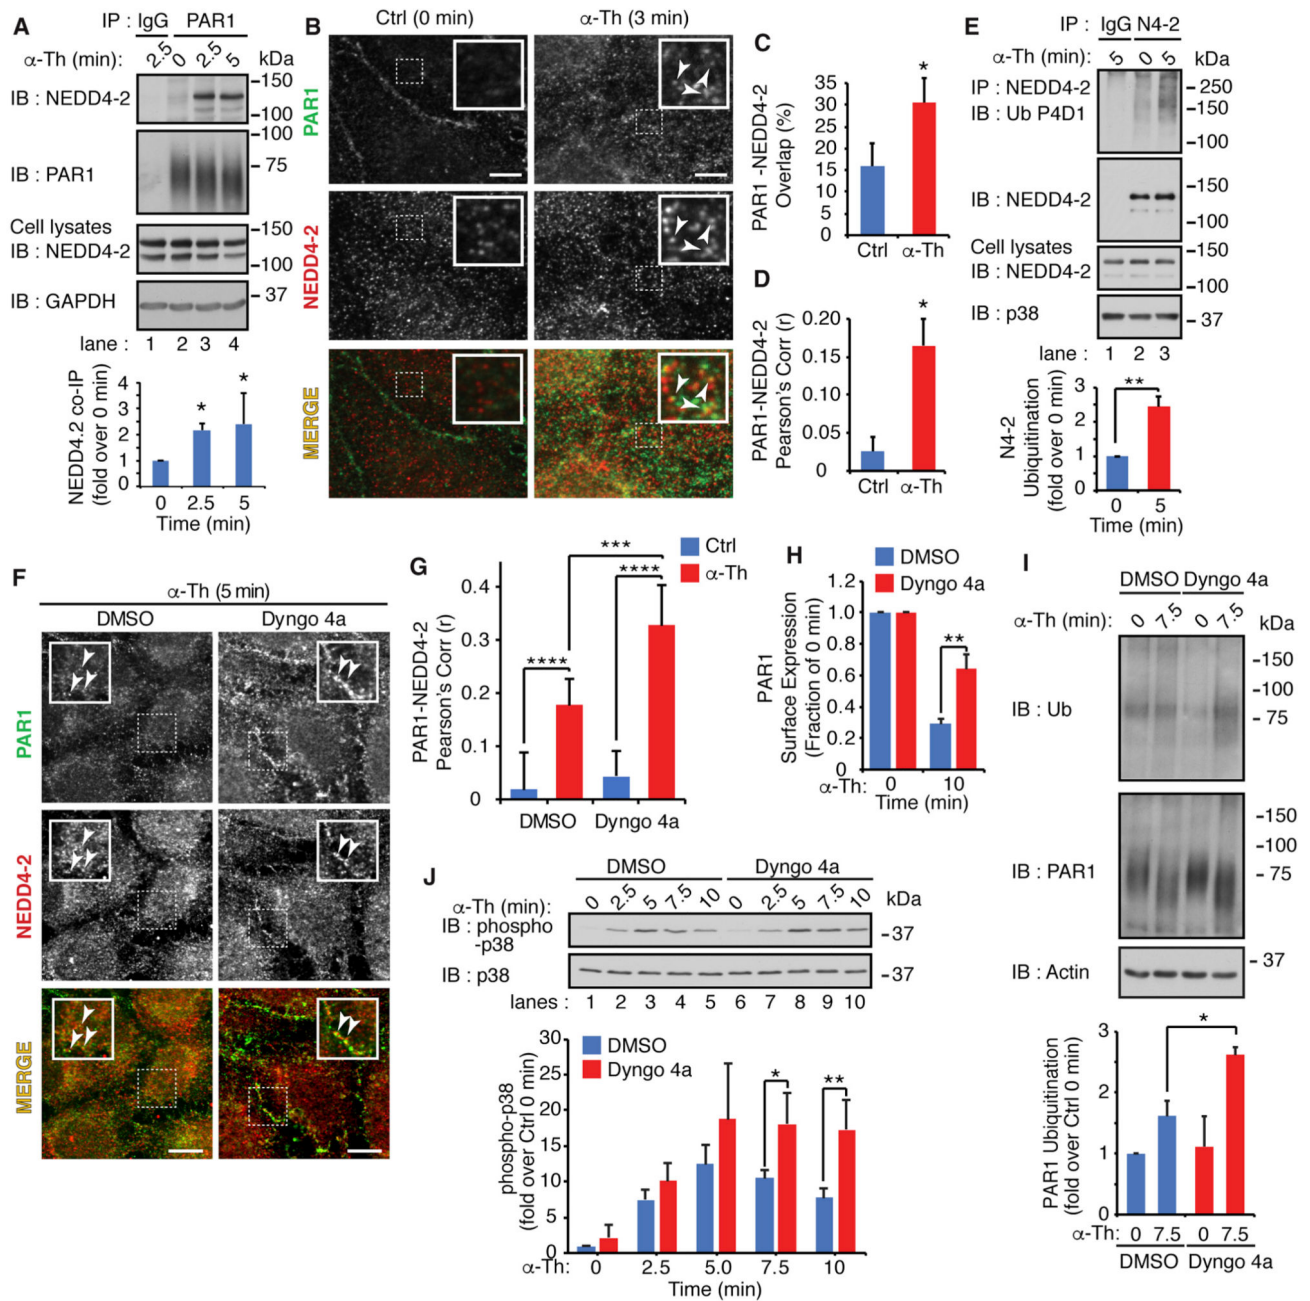 A
IP : IgG PAR1
α-Th (min): 2.5 0 2.5 5 kDa
IB : NEDD4-2
-150
-100
IB : PAR1
-100
-75
Cell lysates
IB : NEDD4-2
-150
-100
IB : GAPDH
-37
lane : 1 2 3 4
NEDD4.2 co-IP
(fold over 0 min)
4
3
2
2
1
0
* *
0 2.5 5
Time (min)
B
Ctrl (0 min) α-Th (3 min)
PAR1
NEDD4-2
MERGE
C
PAR1 -NEDD4-2
Overlap (%)
35
30
25
20
15
10
5
0
*
Ctrl α-Th
D
PAR1-NEDD4-2
Pearson's Corr (r)
0.20
0.15
0.10
0.05
0
*
Ctrl α-Th
E
IP : IgG N4-2
α-Th (min): 5 0 5 kDa
IP : NEDD4-2
IB : Ub P4D1
-250
-150
-100
IB : NEDD4-2
-150
-100
Cell lysates
IB : NEDD4-2
-150
-100
IB : p38
-37
lane : 1 2 3
N4-2
Ubiquitination
(fold over 0 min)
3
2
2
1
0
**
0 5
Time (min)
F
α-Th (5 min)
DMSO Dyngo 4a
PAR1
NEDD4-2
MERGE
G
Ctrl
α-Th
PAR1-NEDD4-2
Pearson's Corr (r)
0.4
0.3
0.2
0.1
0
***
****
****
DMSO Dyngo 4a
H
DMSO
Dyngo 4a
PAR1
Surface Expression
(Fraction of 0 min)
1.2
1.0
0.8
0.6
0.4
0.2
0
**
α-Th: 0 10
Time (min)
I
DMSO Dyngo 4a
α-Th (min): 0 7.5 0 7.5 kDa
IB : Ub
-150
-100
-75
IB : PAR1
-150
-100
-75
IB : Actin
-37
PAR1 Ubiquitination
(fold over Ctrl 0 min)
3
2
2
1
0
*
α-Th: 0 7.5 0 7.5
DMSO Dyngo 4a
J
DMSO Dyngo 4a
α-Th (min): 0 2.5 5 7.5 10 0 2.5 5 7.5 10 kDa
IB : phospho
-p38
-37
IB : p38
-37
lanes : 1 2 3 4 5 6 7 8 9 10
DMSO
Dyngo 4a
phospho-p38
(fold over Ctrl 0 min)
30
25
20
15
10
5
0
* **
α-Th: 0 2.5 5.0 7.5 10
Time (min)